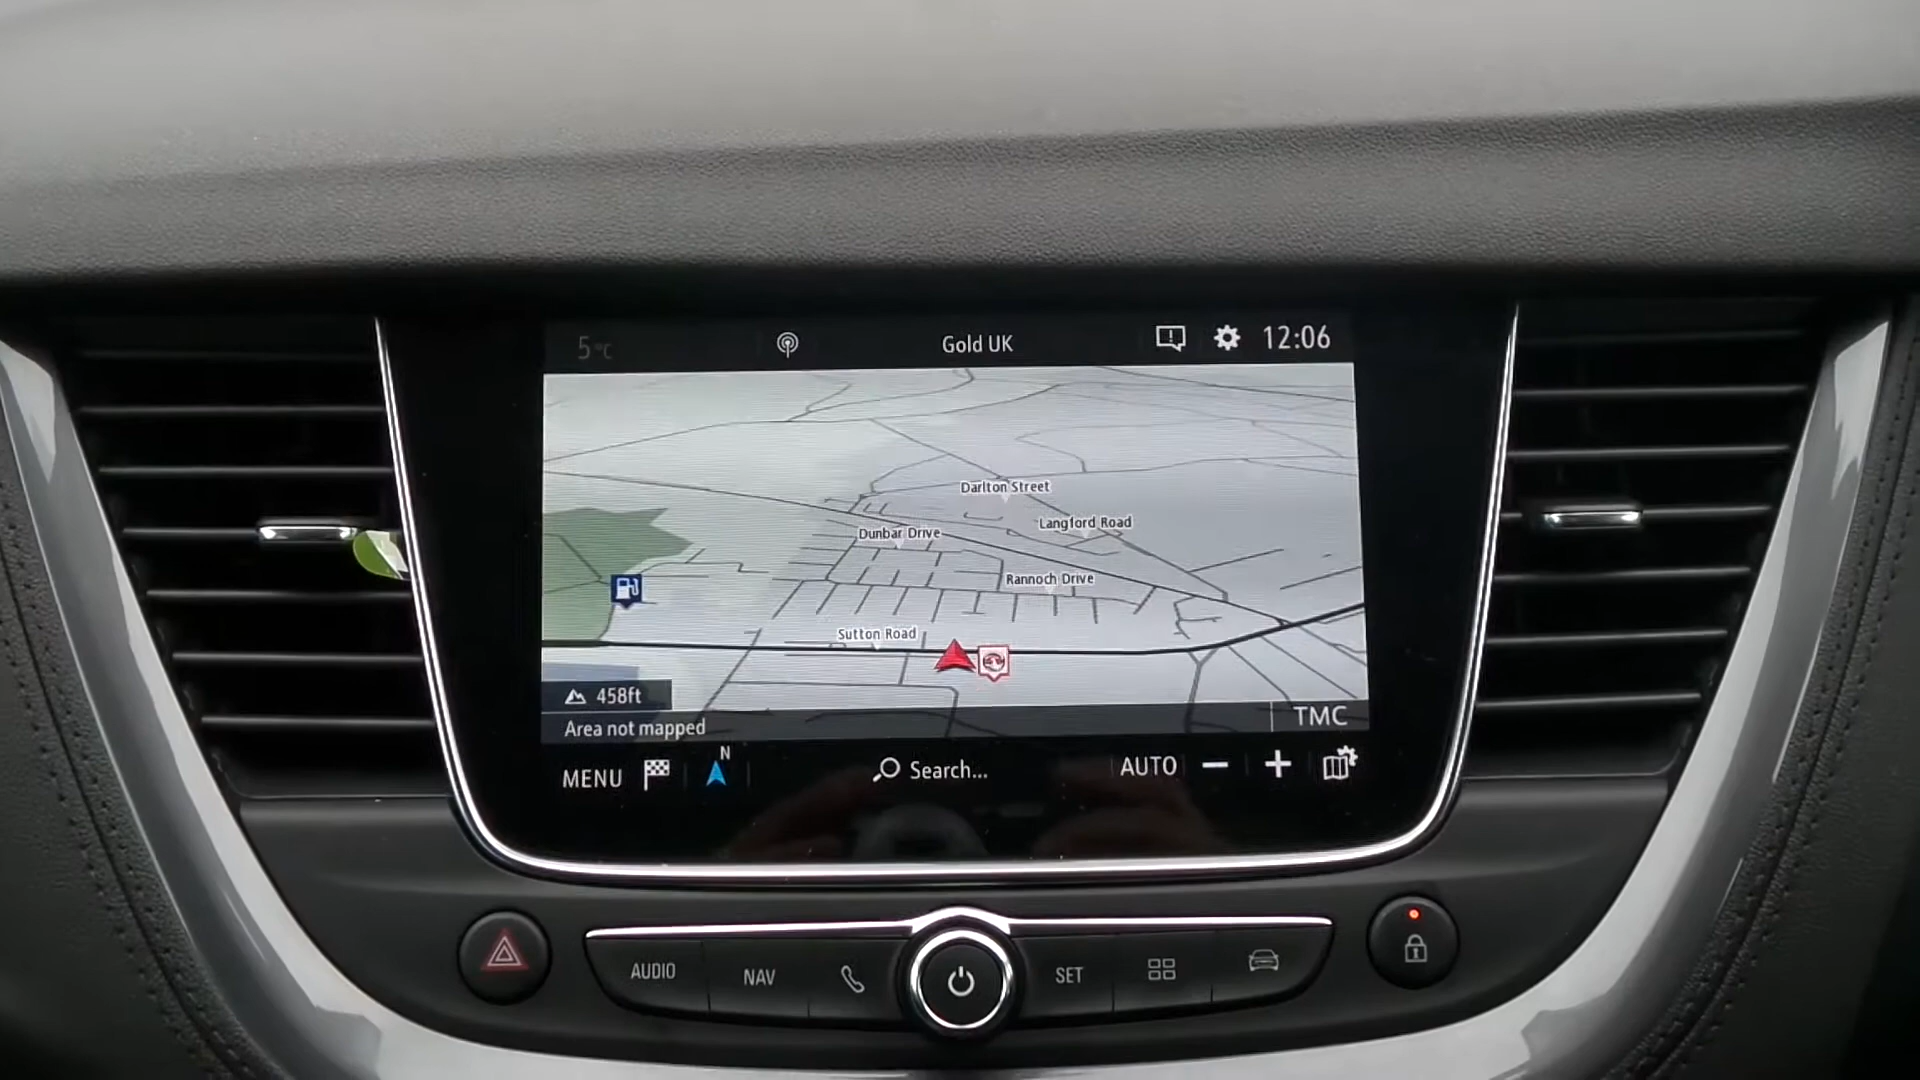 5°C
Gold UK
12:06
Darlton Street
Langford Road
Dunbar Drive
Rannoch Drive
Sutton Road
458ft
Area not mapped
TMC
MENU
N
Search...
AUTO
AUDIO
NAV
SET